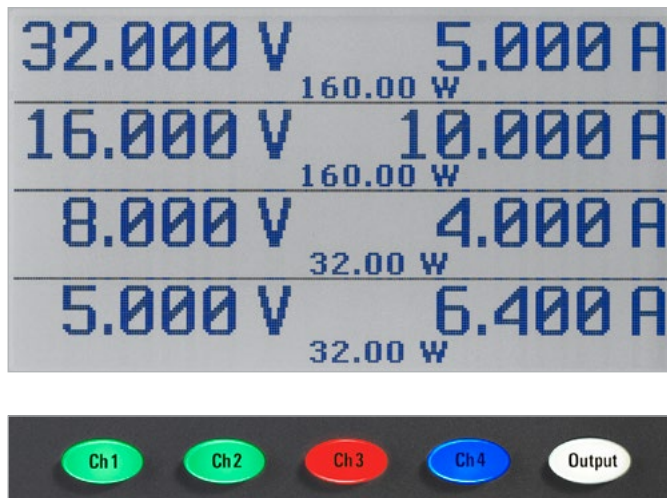 32.000 V 5.000 A
160.00 W
16.000 V 10.000 A
160.00 W
8.000 V 4.000 A
32.00 W
5.000 V 6.400 A
32.00 W
Ch1 Ch2 Ch3 Ch4 Output